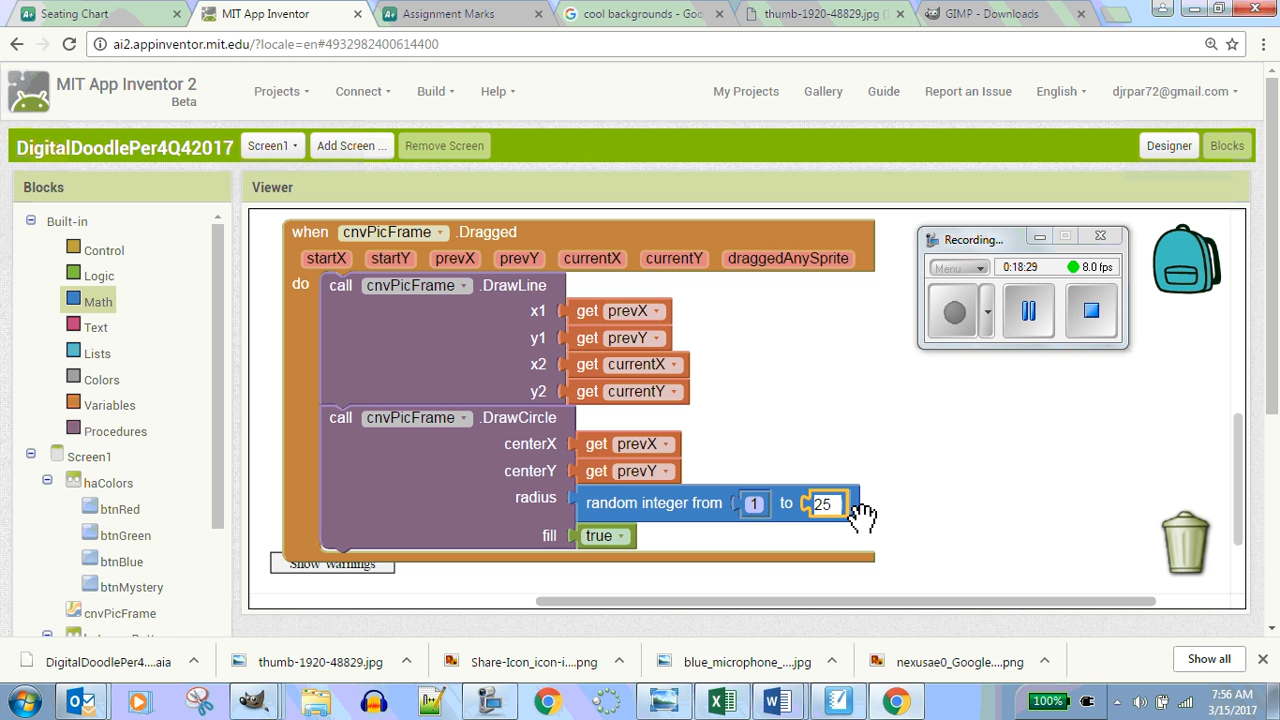 Seating Chart
MIT App Inventor
Assignment Marks
cool backgrounds - Goo
thumb-1920-48829.jpg (
GIMP - Downloads
ai2.appinventor.mit.edu/?locale=en#4932982400614400
MIT App Inventor 2
Beta
Projects
Connect
Build
Help
My Projects
Gallery
Guide
Report an Issue
English
djrpar72@gmail.com
DigitalDoodlePer4Q42017
Screen1
Add Screen ...
Remove Screen
Designer
Blocks
Blocks
Viewer
Built-in
Control
Logic
Math
Text
Lists
Colors
Variables
Procedures
Screen1
haColors
btnRed
btnGreen
btnBlue
btnMystery
cnvPicFrame
when cnvPicFrame .Dragged
startX startY prevX prevY currentX currentY draggedAnySprite
do call cnvPicFrame .DrawLine
x1 get prevX
y1 get prevY
x2 get currentX
y2 get currentY
call cnvPicFrame .DrawCircle
centerX get prevX
centerY get prevY
radius random integer from 1 to 25
fill true
Show Warnings
Recording...
Menu
0:18:29
8.0 fps
DigitalDoodlePer4....aia
thumb-1920-48829.jpg
Share-Icon_icon-i....png
blue_microphone_....jpg
nexusae0_Google....png
Show all
100%
7:56 AM
3/15/2017